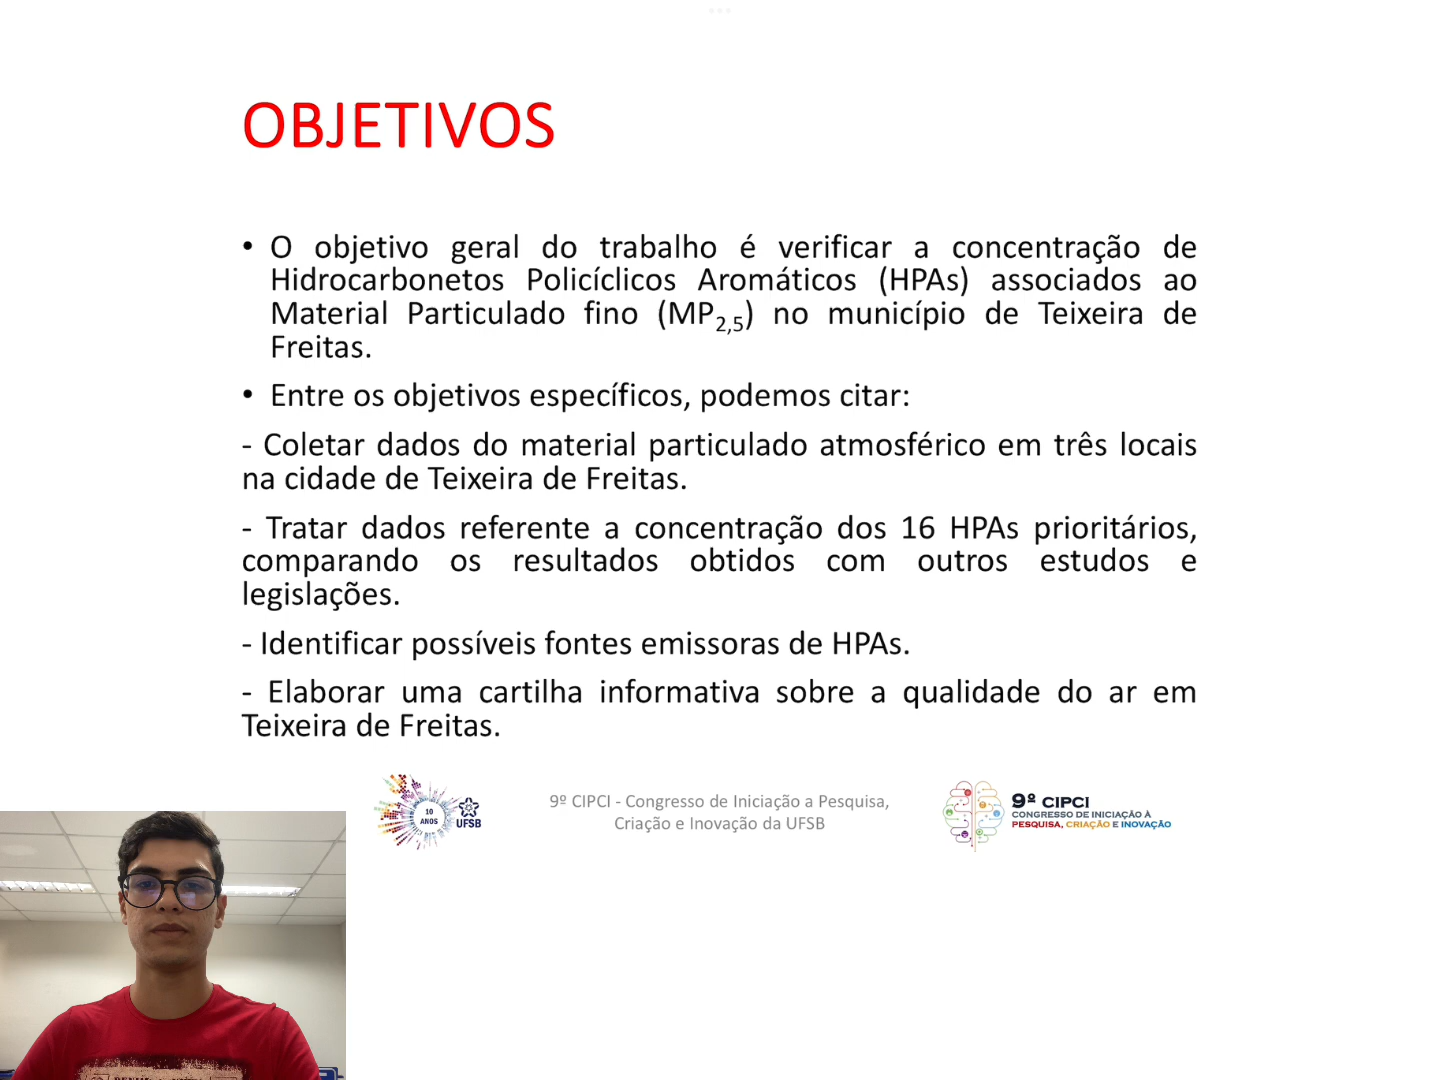 OBJETIVOS
• O objetivo geral do trabalho é verificar a concentração de
Hidrocarbonetos Policíclicos Aromáticos (HPAs) associados ao
Material Particulado fino (MP2,5) no município de Teixeira de
Freitas.
• Entre os objetivos específicos, podemos citar:
- Coletar dados do material particulado atmosférico em três locais
na cidade de Teixeira de Freitas.
- Tratar dados referente a concentração dos 16 HPAs prioritários,
comparando os resultados obtidos com outros estudos e
legislações.
- Identificar possíveis fontes emissoras de HPAs.
- Elaborar uma cartilha informativa sobre a qualidade do ar em
Teixeira de Freitas.
10
ANOS
UFSB
9º CIPCI - Congresso de Iniciação a Pesquisa,
Criação e Inovação da UFSB
9º CIPCI
CONGRESSO DE INICIAÇÃO À
PESQUISA, CRIAÇÃO E INOVAÇÃO